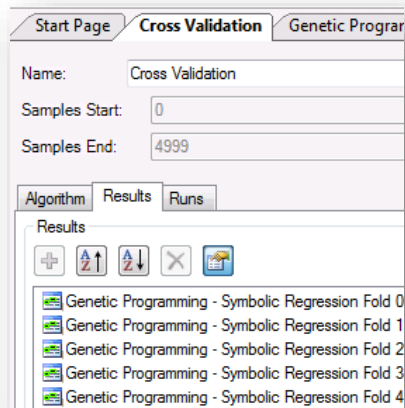 Start Page Cross Validation Genetic Program
Name: Cross Validation
Samples Start: 0
Samples End: 4999
Algorithm Results Runs
Results
Genetic Programming - Symbolic Regression Fold 0
Genetic Programming - Symbolic Regression Fold 1
Genetic Programming - Symbolic Regression Fold 2
Genetic Programming - Symbolic Regression Fold 3
Genetic Programming - Symbolic Regression Fold 4